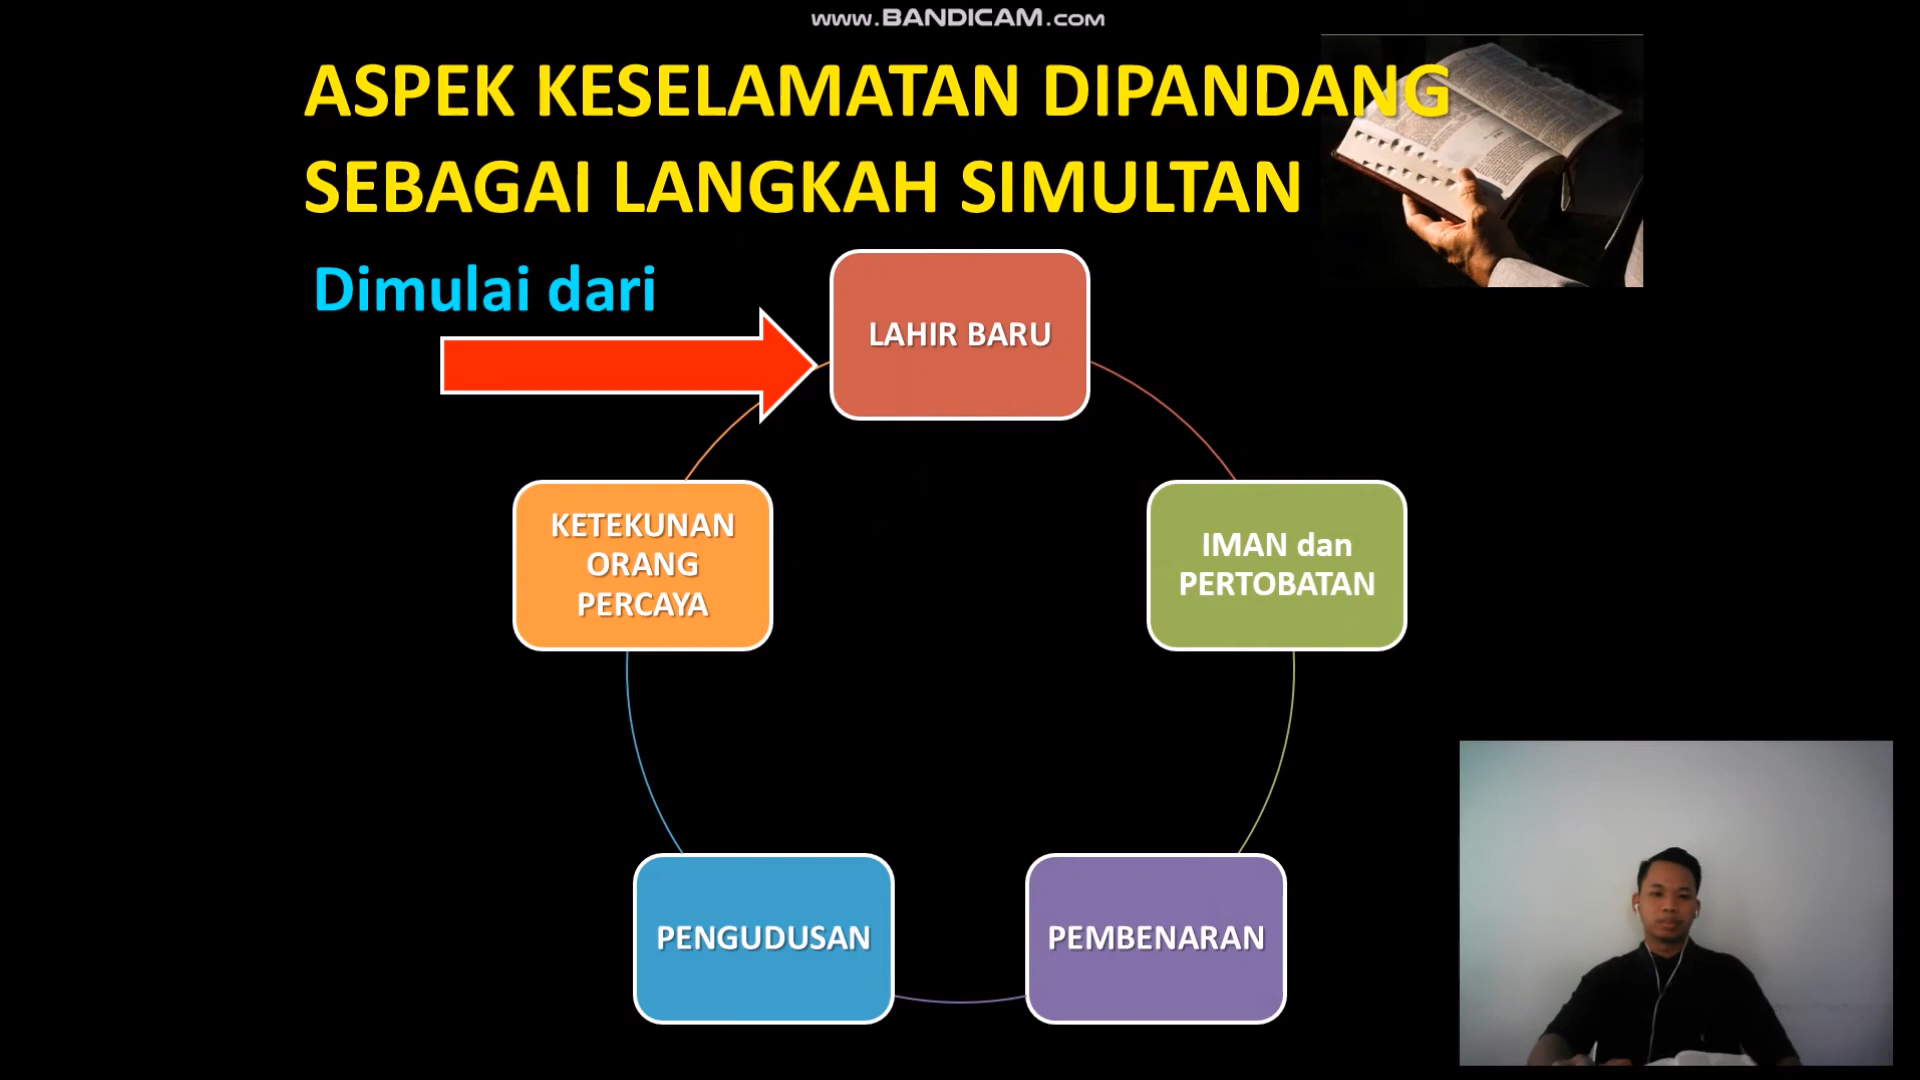 www.BANDICAM.com
ASPEK KESELAMATAN DIPANDANG
SEBAGAI LANGKAH SIMULTAN
Dimulai dari
LAHIR BARU
IMAN dan
PERTOBATAN
PEMBENARAN
PENGUDUSAN
KETEKUNAN
ORANG
PERCAYA